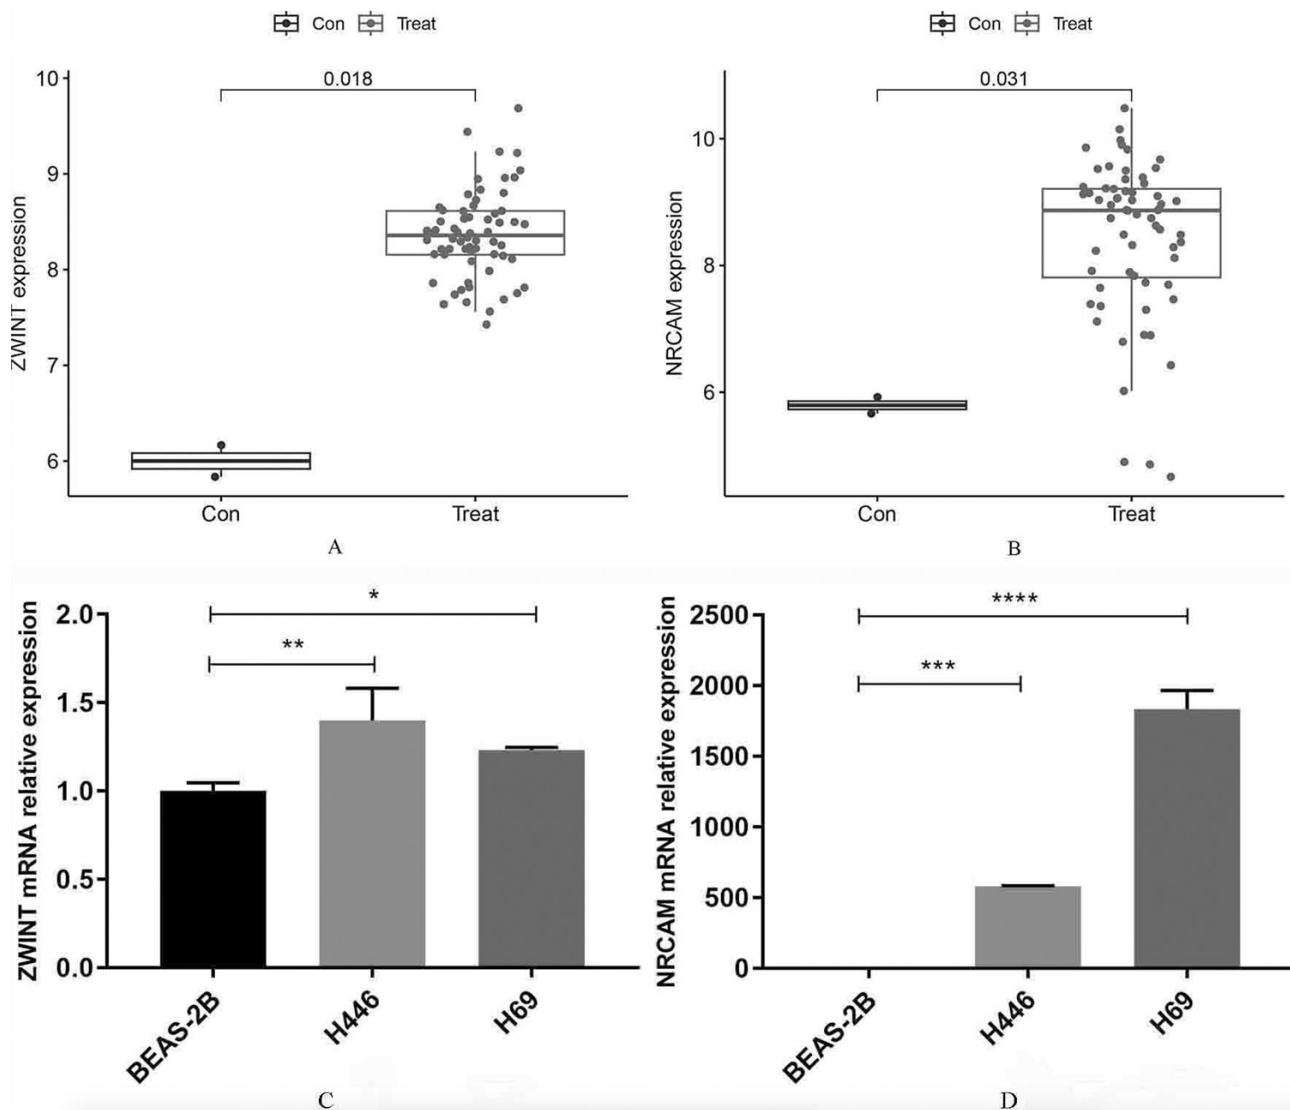 Con Treat
Con Treat
0.018
0.031
10
9
8
7
6
ZWINT expression
10
8
6
NRCAM expression
Con Treat
Con Treat
A
B
*
**
2.0
1.5
1.0
0.5
0.0
ZWINT mRNA relative expression
BEAS-2B
H446
H69
C
****
***
2500
2000
1500
1000
500
0
NRCAM mRNA relative expression
BEAS-2B
H446
H69
D